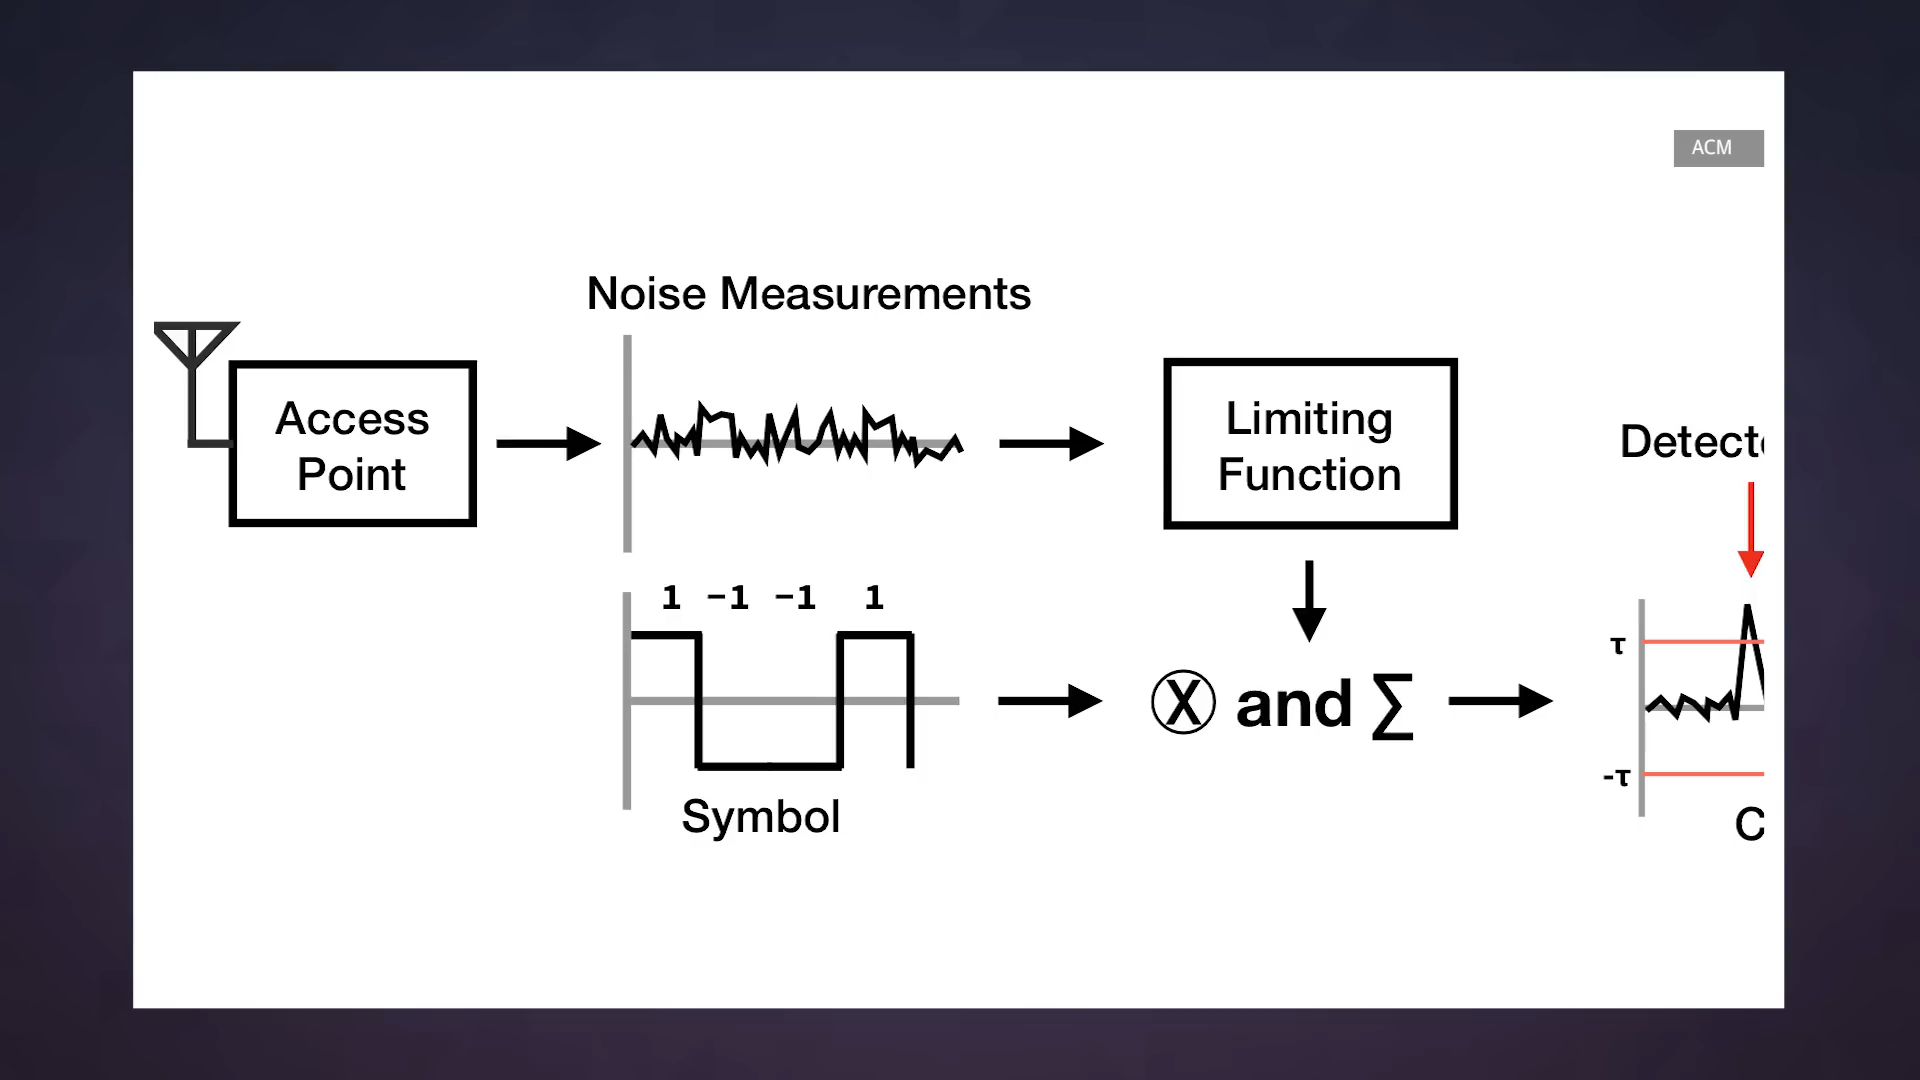 ACM
Noise Measurements
Access
Point
Limiting
Function
1 -1 -1 1
Symbol
Ⓧ and ∑
τ
-τ